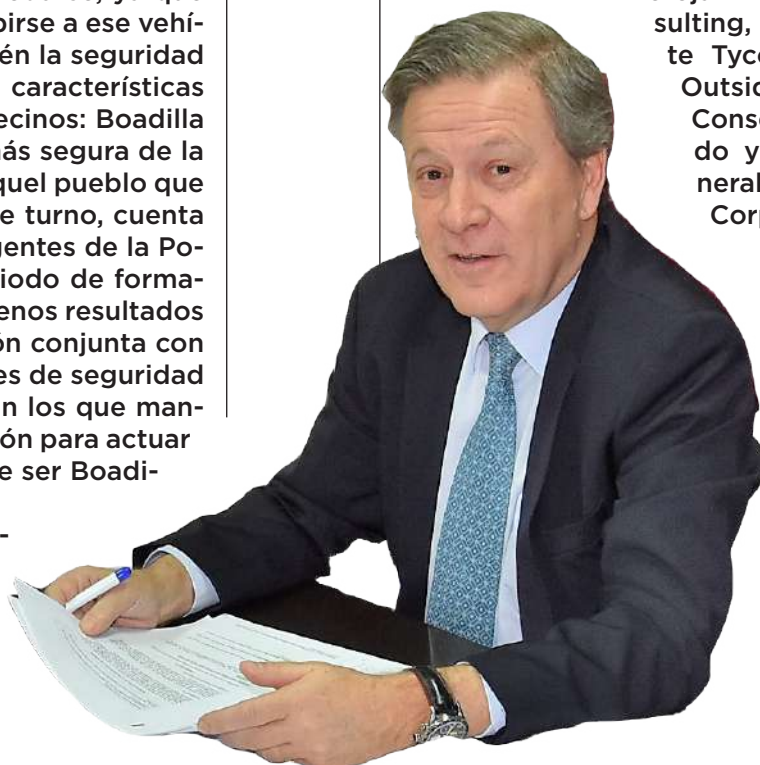 birse a ese vehí-
én la seguridad
características
ecinos: Boadilla
ás segura de la
quel pueblo que
e turno, cuenta
gentes de la Po-
iodo de forma-
enos resultados
ón conjunta con
es de seguridad
n los que man-
ón para actuar
e ser Boadi-
-
sulting,
te Tyco
Outsid
Conse
do y
neral
Corp